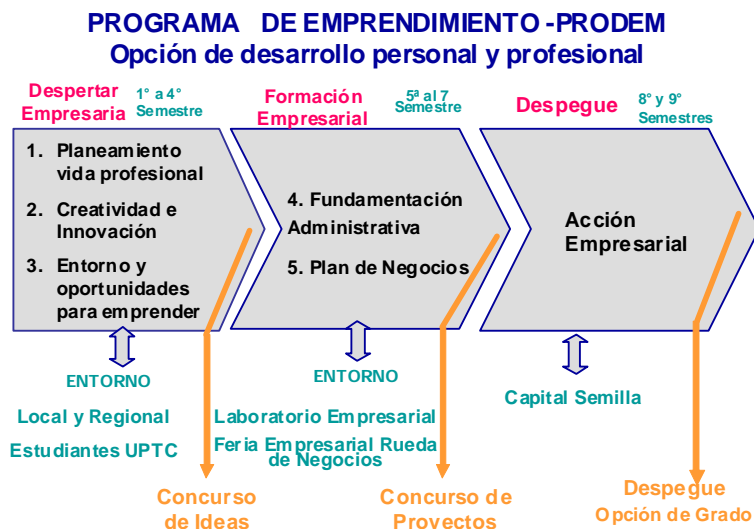 PROGRAMA DE EMPRENDIMIENTO -PRODEM
Opción de desarrollo personal y profesional
Despertar
Empresaria
1° a 4°
Semestre
Formación
Empresarial
5ª al 7
Semestre
Despegue
8° y 9°
Semestres
1. Planeamiento
vida profesional
2. Creatividad e
Innovación
3. Entorno y
oportunidades
para emprender
4. Fundamentación
Administrativa
5. Plan de Negocios
Acción
Empresarial
ENTORNO
Local y Regional
Estudiantes UPTC
ENTORNO
Laboratorio Empresarial
Feria Empresarial Rueda
de Negocios
Capital Semilla
Concurso
de Ideas
Concurso de
Proyectos
Despegue
Opción de Grado